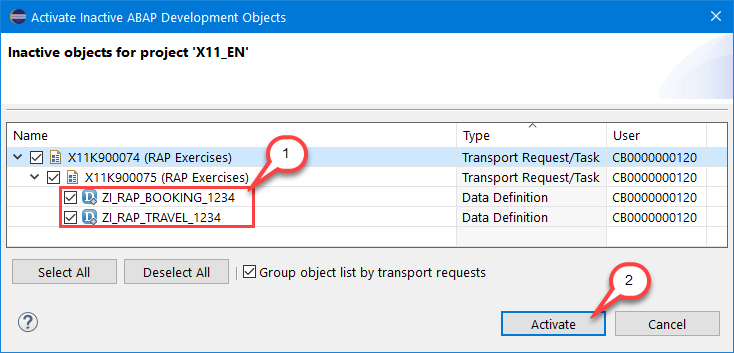 Activate Inactive ABAP Development Objects
Inactive objects for project 'X11_EN'
Name Type User
X11K900074 (RAP Exercises) Transport Request/Task CB0000000120
X11K900075 (RAP Exercises) Transport Request/Task CB0000000120
ZI_RAP_BOOKING_1234 Data Definition CB0000000120
ZI_RAP_TRAVEL_1234 Data Definition CB0000000120
1
Select All Deselect All Group object list by transport requests
2
Activate Cancel